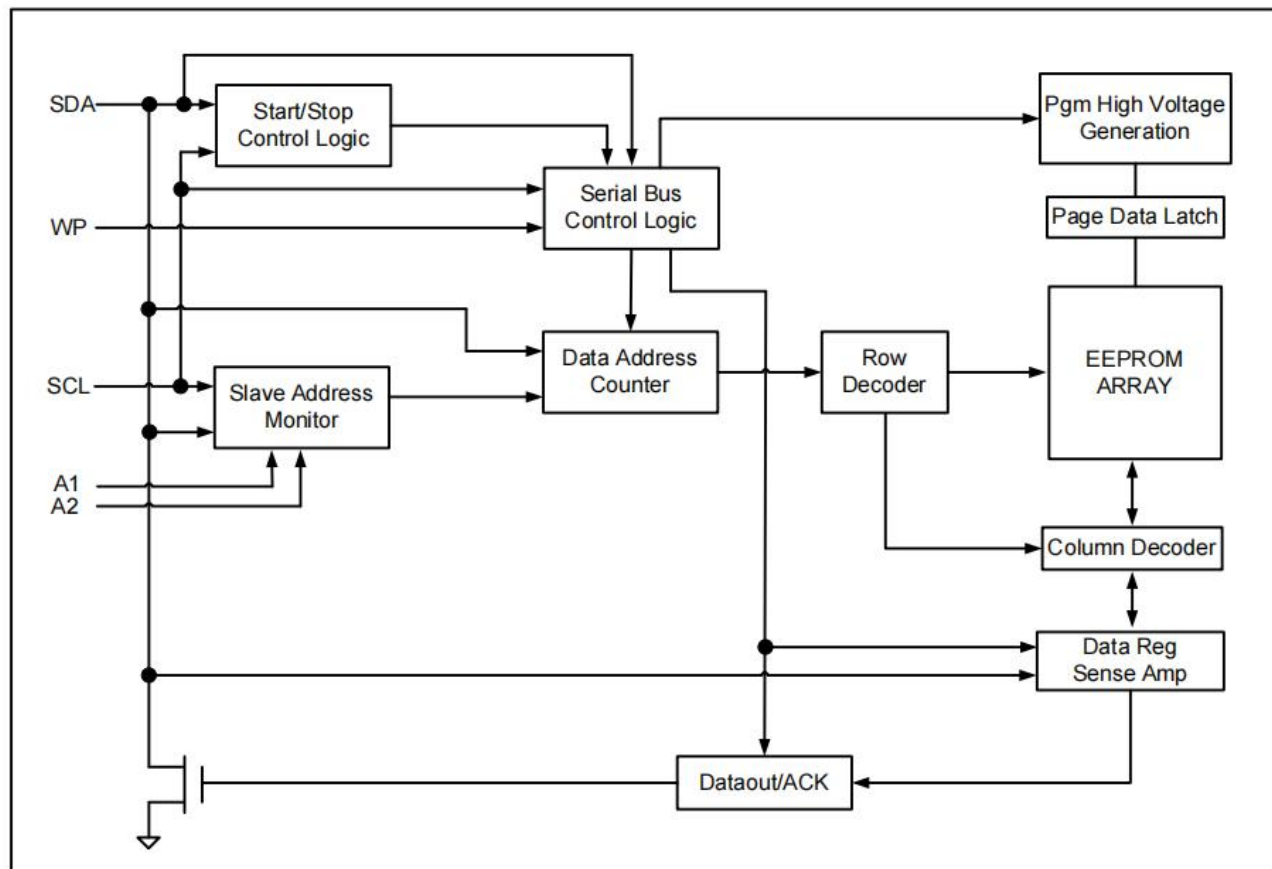 SDA
Start/Stop
Control Logic
Pgm High Voltage
Generation
Serial Bus
Control Logic
WP
Page Data Latch
Data Address
Counter
Row
Decoder
EEPROM
ARRAY
SCL
Slave Address
Monitor
A1
A2
Column Decoder
Data Reg
Sense Amp
Dataout/ACK